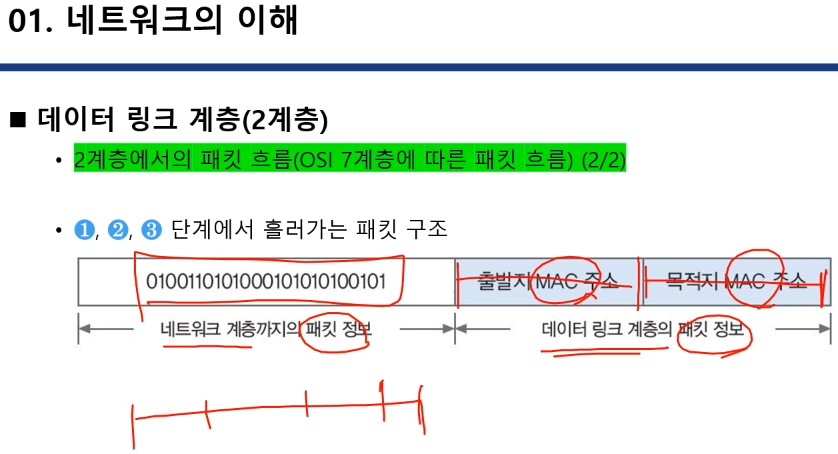 01. 네트워크의 이해
■ 데이터 링크 계층(2계층)
• 2계층에서의 패킷 흐름(OSI 7계층에 따른 패킷 흐름) (2/2)
• ❶, ❷, ❸ 단계에서 흘러가는 패킷 구조
0100110101000101010100101 출발지 MAC 주소 목적지 MAC 주소
네트워크 계층까지의 패킷 정보 데이터 링크 계층의 패킷 정보